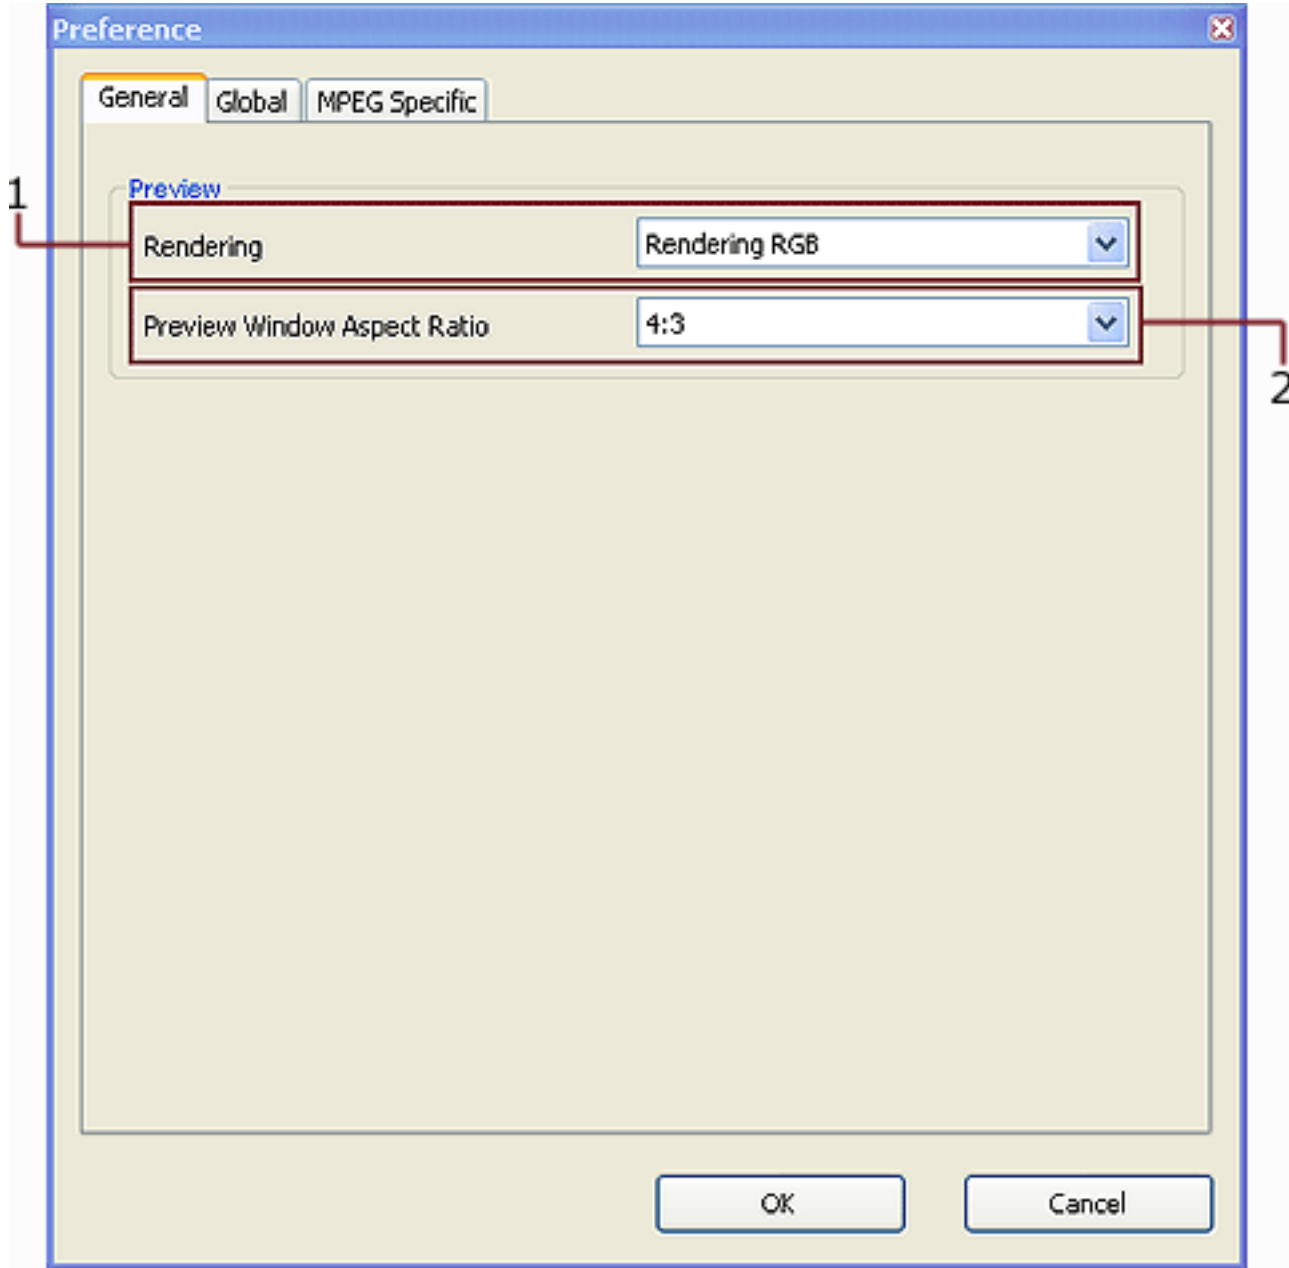 Preference
General Global MPEG Specific
Preview
1
Rendering Rendering RGB
Preview Window Aspect Ratio 4:3
2
OK Cancel